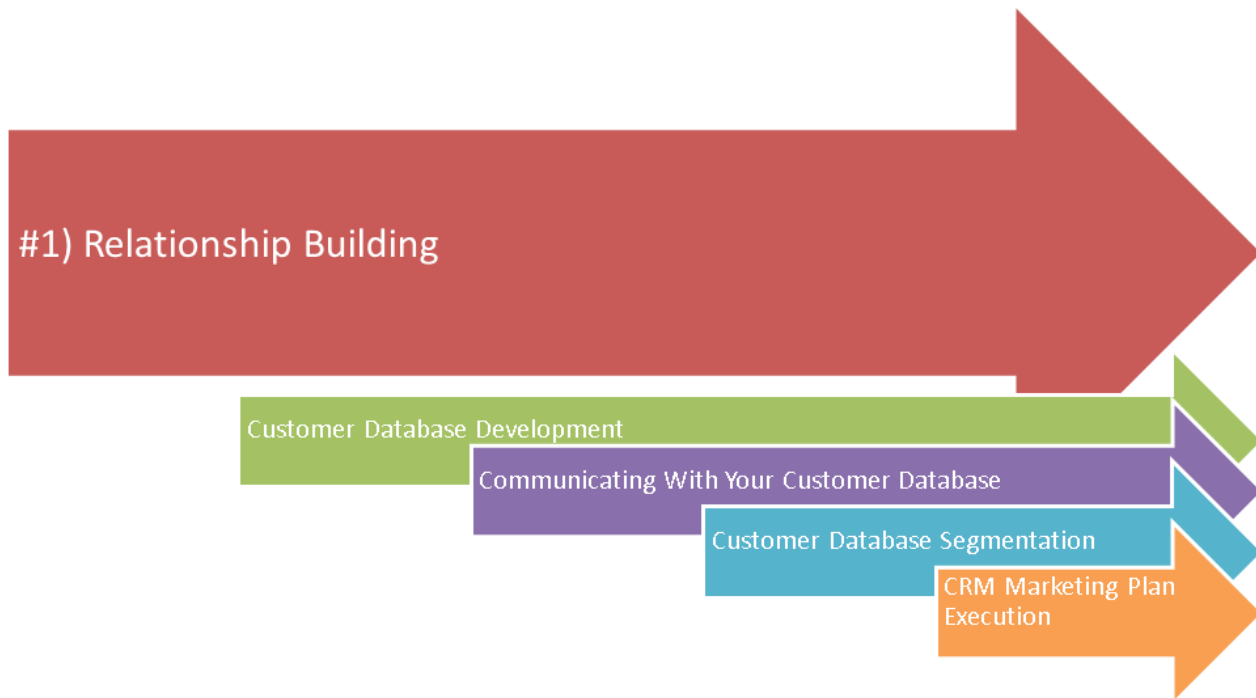 #1) Relationship Building
Customer Database Development
Communicating With Your Customer Database
Customer Database Segmentation
CRM Marketing Plan
Execution